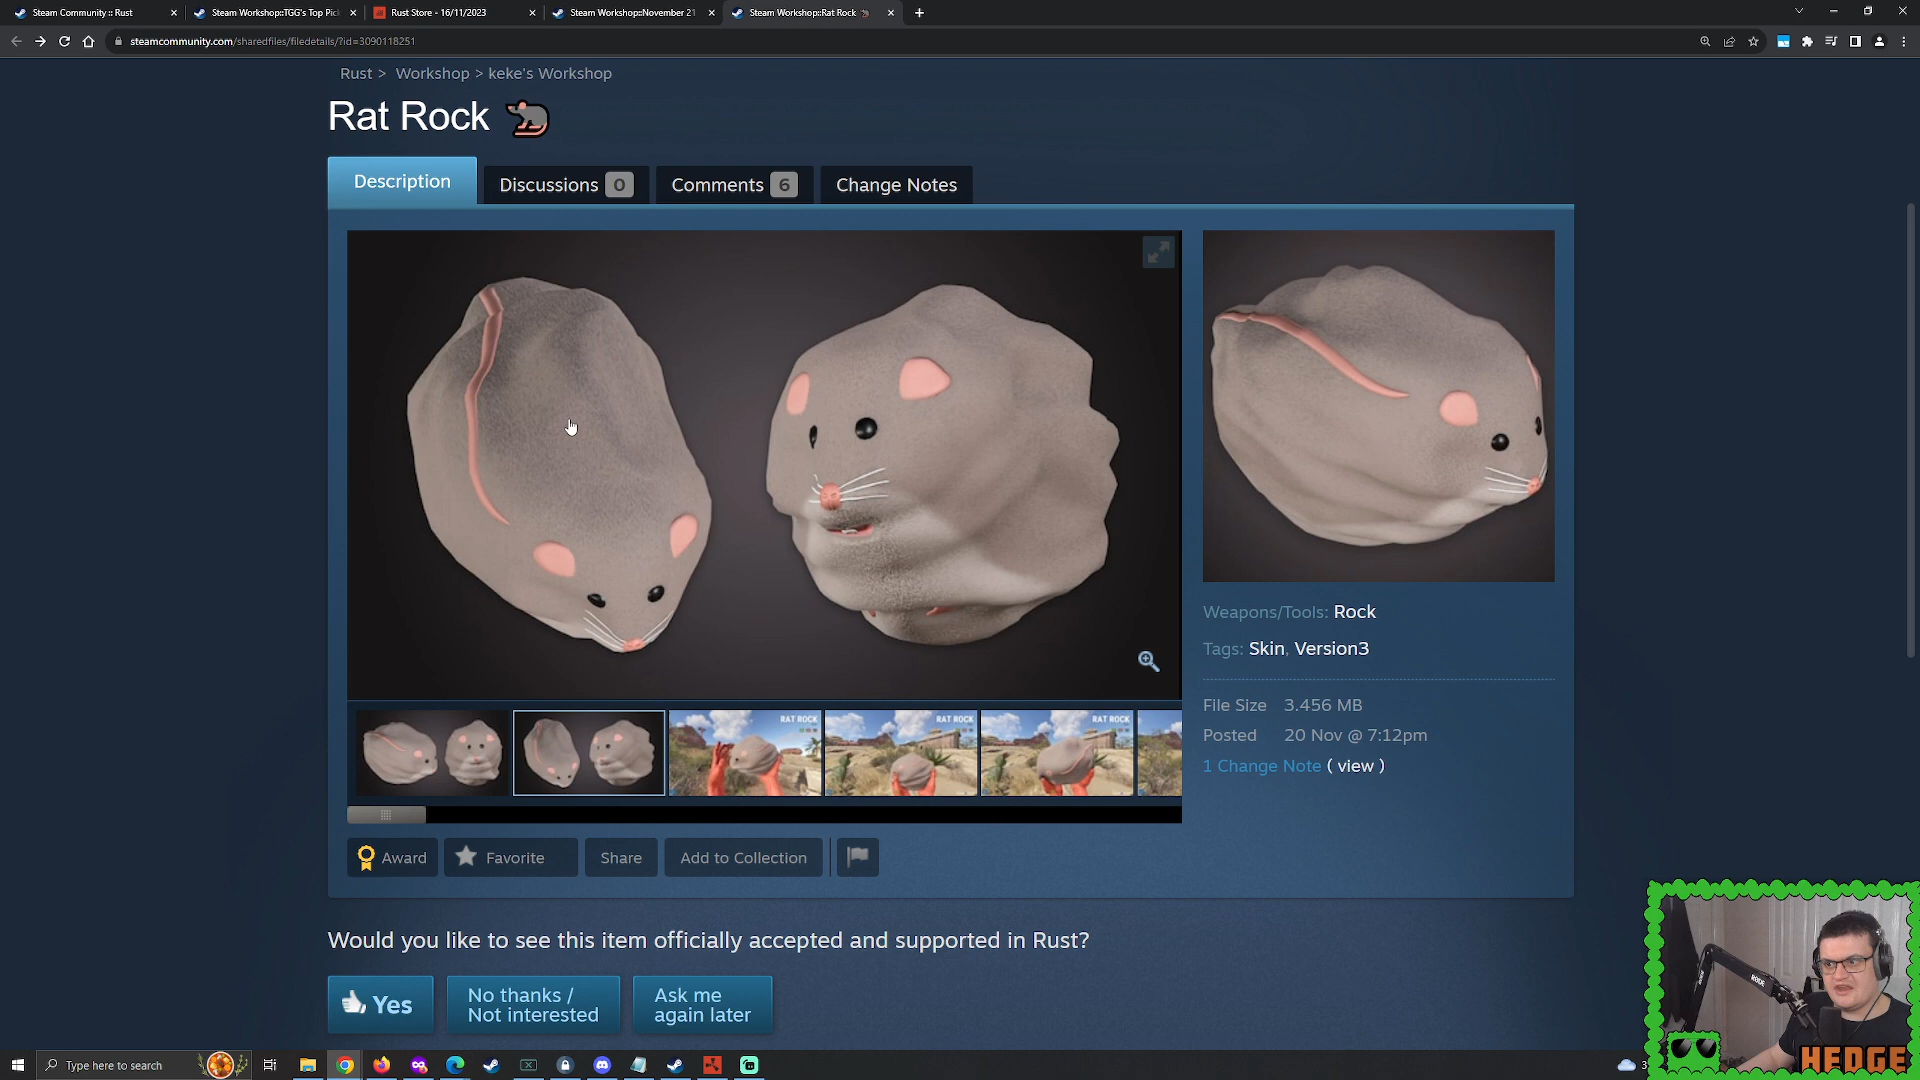 Steam Community :: Rust
Steam Workshop::TGG's Top Pic
Rust Store - 16/11/2023
Steam Workshop::November 21
Steam Workshop::Rat Rock
steamcommunity.com/sharedfiles/filedetails/?id=3090118251
Rust > Workshop > keke's Workshop
Rat Rock
Description
Discussions 0
Comments 6
Change Notes
RAT ROCK
RAT ROCK
RAT ROCK
Weapons/Tools: Rock
Tags: Skin, Version3
File Size 3.456 MB
Posted 20 Nov @ 7:12pm
1 Change Note ( view )
Award
Favorite
Share
Add to Collection
Would you like to see this item officially accepted and supported in Rust?
Yes
No thanks /
Not interested
Ask me
again later
Type here to search
HEDGE